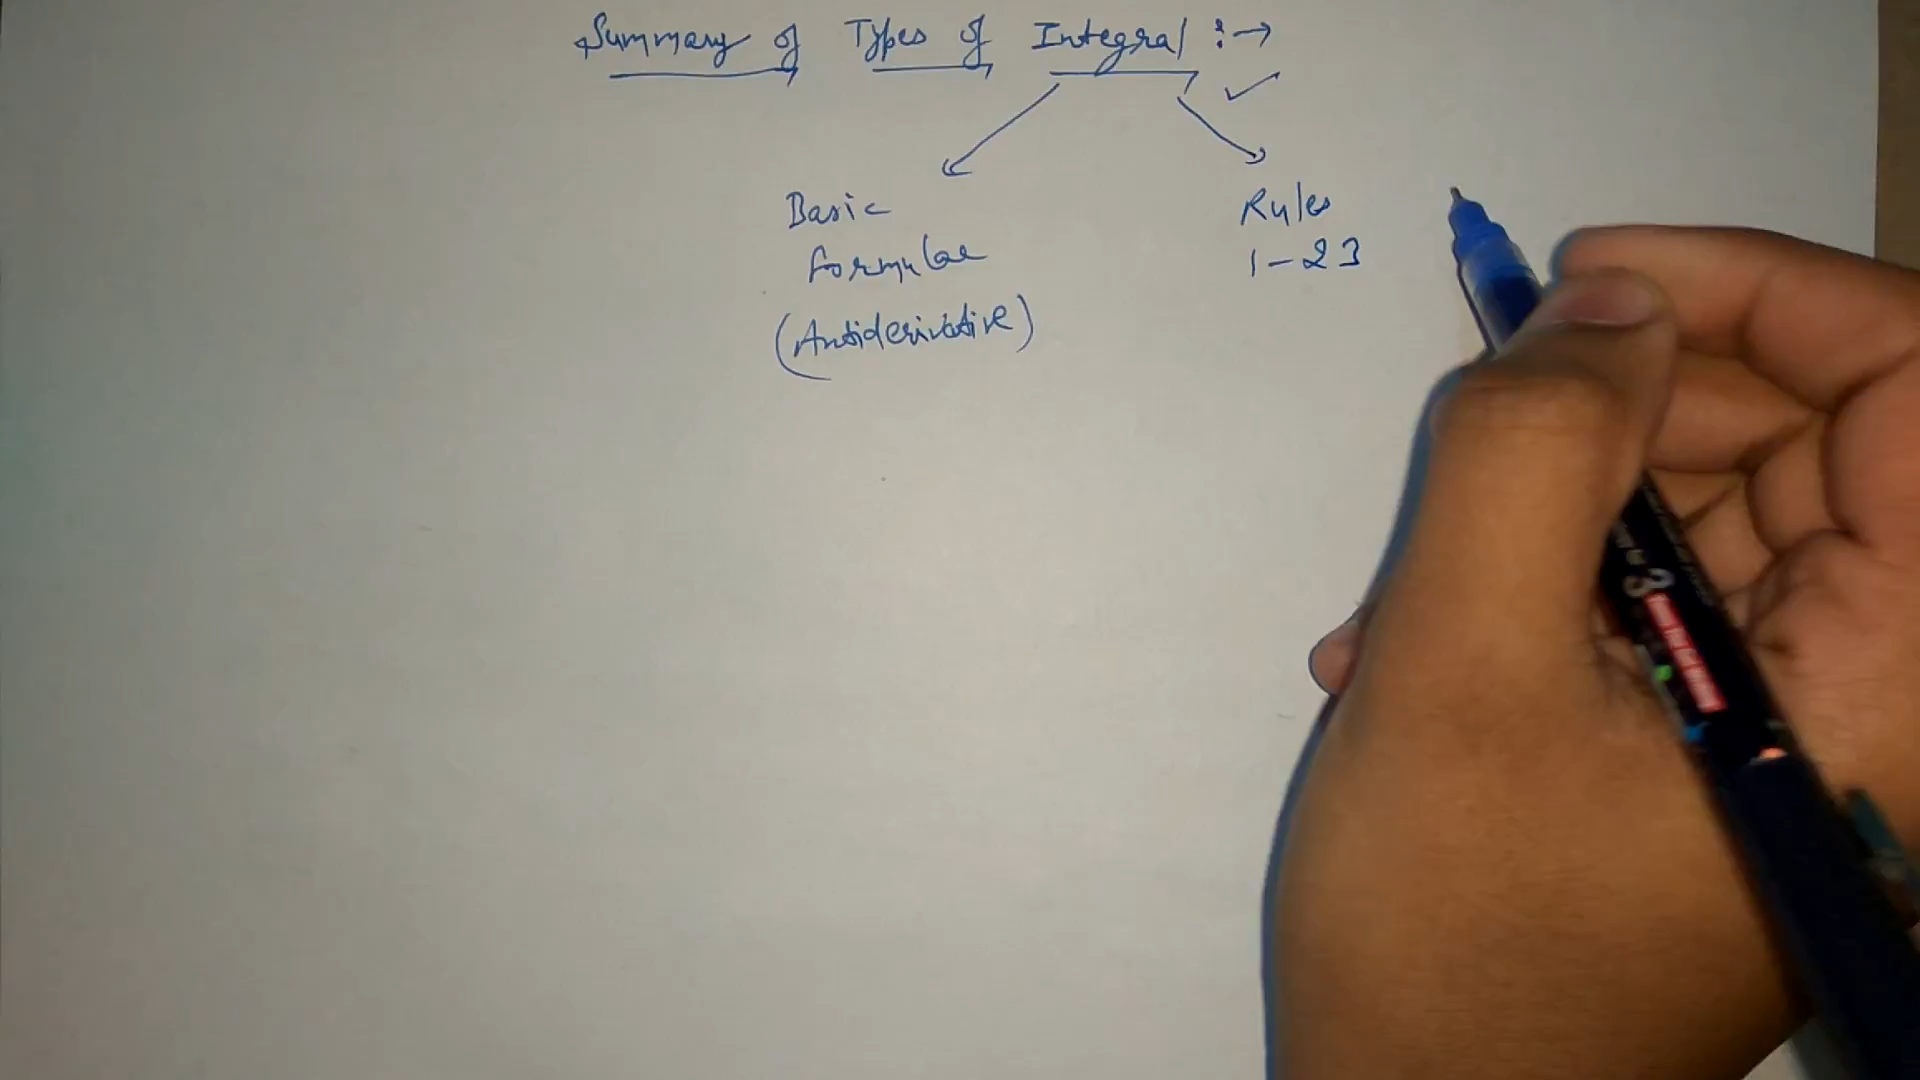 Summary of Types of Integral :→
Basic
formulae
(Antiderivative)
Rules
1-23